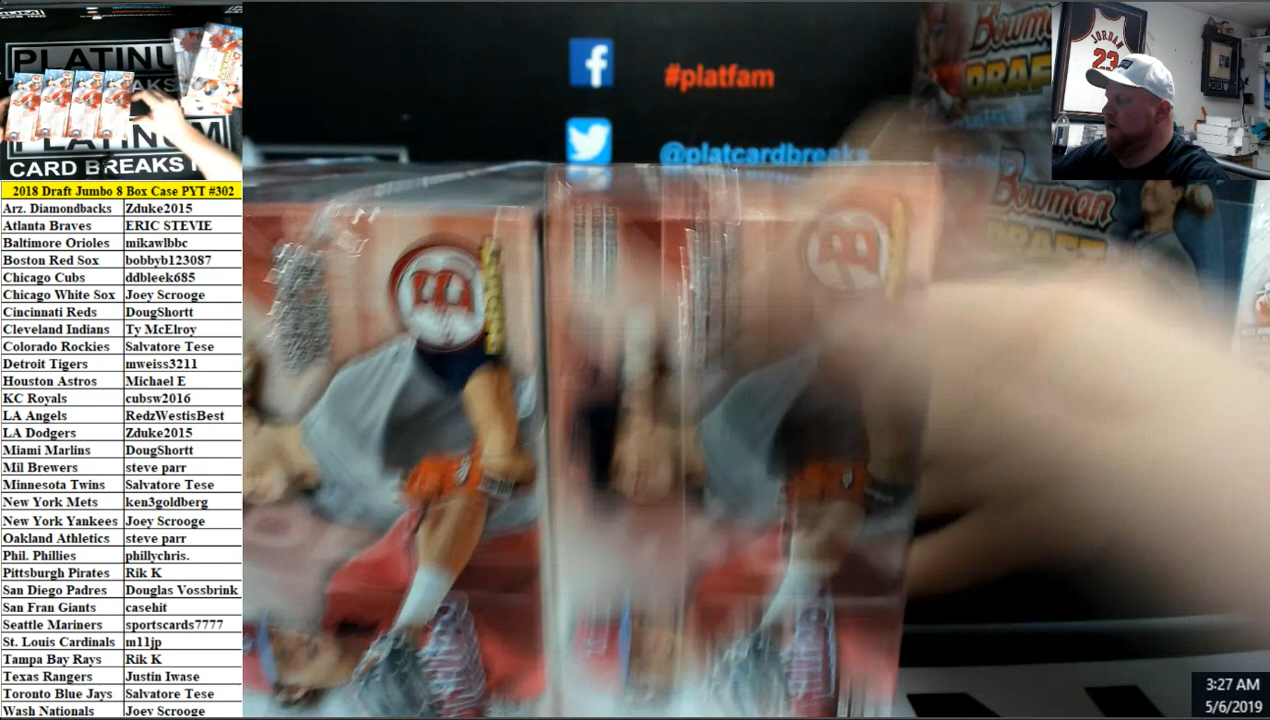 PLATINUM
BREAKS
PLATINUM
CARD BREAKS
2018 Draft Jumbo 8 Box Case PYT #302
Arz. Diamondbacks Zduke2015
Atlanta Braves ERIC STEVIE
Baltimore Orioles mikawlbbc
Boston Red Sox bobbyb123087
Chicago Cubs ddbleek685
Chicago White Sox Joey Scrooge
Cincinnati Reds DougShortt
Cleveland Indians Ty McElroy
Colorado Rockies Salvatore Tese
Detroit Tigers mweiss3211
Houston Astros Michael E
KC Royals cubsw2016
LA Angels RedzWestisBest
LA Dodgers Zduke2015
Miami Marlins DougShortt
Mil Brewers steve parr
Minnesota Twins Salvatore Tese
New York Mets ken3goldberg
New York Yankees Joey Scrooge
Oakland Athletics steve parr
Phil. Phillies phillychris.
Pittsburgh Pirates Rik K
San Diego Padres Douglas Vossbrink
San Fran Giants casehit
Seattle Mariners sportscards7777
St. Louis Cardinals m11jp
Tampa Bay Rays Rik K
Texas Rangers Justin Iwase
Toronto Blue Jays Salvatore Tese
Wash Nationals Joey Scrooge
f
#platfam
@platcardbreaks
Bowman
DRAFT
Bowman
DRAFT
B
B
JORDAN
23
3:27 AM
5/6/2019